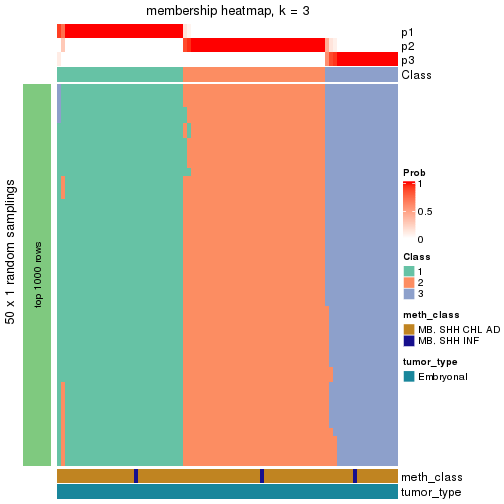 membership heatmap, k = 3
p1
p2
p3
Class
50 x 1 random samplings
top 1000 rows
Prob
1
0.5
0
Class
1
2
3
meth_class
MB. SHH CHL AD
MB. SHH INF
tumor_type
Embryonal
meth_class
tumor_type